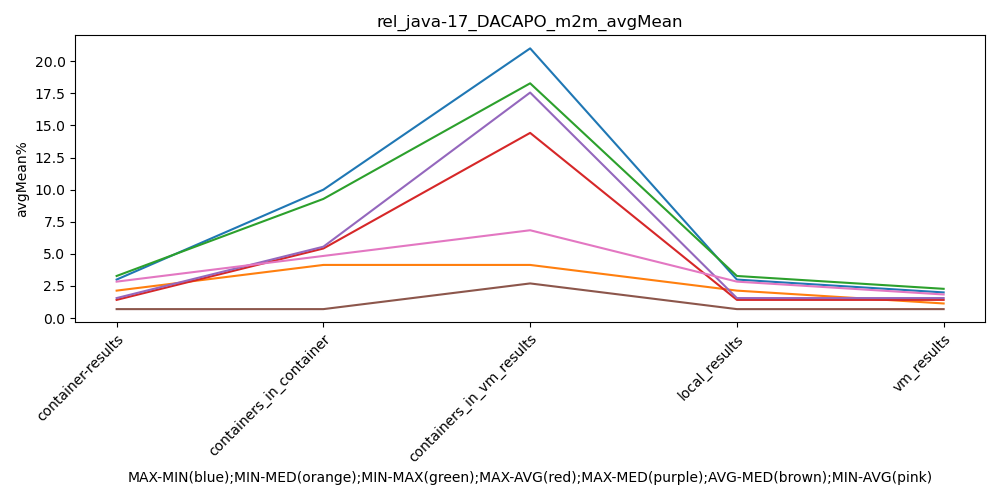 rel_java-17_DACAPO_m2m_avgMean
avgMean%
20.0
17.5
15.0
12.5
10.0
7.5
5.0
2.5
0.0
container-results
containers_in_container
containers_in_vm_results
local_results
vm_results
MAX-MIN(blue);MIN-MED(orange);MIN-MAX(green);MAX-AVG(red);MAX-MED(purple);AVG-MED(brown);MIN-AVG(pink)